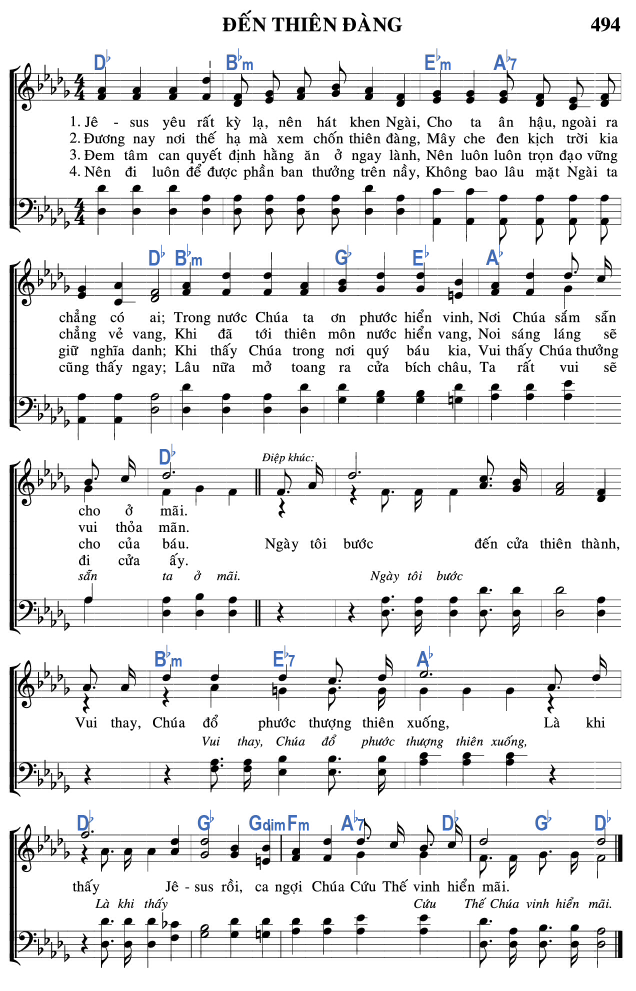 ĐẾN THIÊN ĐÀNG 494
D♭ B♭m E♭m A♭7
1. Jê - sus yêu rất kỳ lạ, nên hát khen Ngài, Cho ta ân hậu, ngoài ra
2. Đương nay nơi thế hạ mà xem chốn thiên đàng, Mây che đen kịch trời kia
3. Đem tâm can quyết định hằng ăn ở ngay lành, Nên luôn luôn trọn đạo vững
4. Nên đi luôn để được phần ban thưởng trên nầy, Không bao lâu mặt Ngài ta
D♭ B♭m G♭ E♭ A♭
chẳng có ai; Trong nước Chúa ta ơn phước hiển vinh, Nơi Chúa sắm sẵn
chẳng vẻ vang, Khi đã tới thiên môn nước hiển vang, Nơi sáng láng sẽ
giữ nghĩa danh; Khi thấy Chúa trong nơi quý báu kia, Vui thấy Chúa thưởng
cũng thấy ngay; Lâu nữa mở toang ra cửa bích châu, Ta rất vui sẽ
D♭ Điệp khúc:
cho ở mãi.
vui thỏa mãn.
cho của báu. Ngày tôi bước đến cửa thiên thành,
đi cửa ấy.
sẵn ta ở mãi. Ngày tôi bước
B♭m E♭7 A♭
Vui thay, Chúa đổ phước thượng thiên xuống, Là khi
Vui thay, Chúa đổ phước thượng thiên xuống,
D♭ G♭ Gdim Fm A♭7 D♭ G♭ D♭
thấy Jê - sus rồi, ca ngợi Chúa Cứu Thế vinh hiển mãi.
Là khi thấy Cứu Thế Chúa vinh hiển mãi.